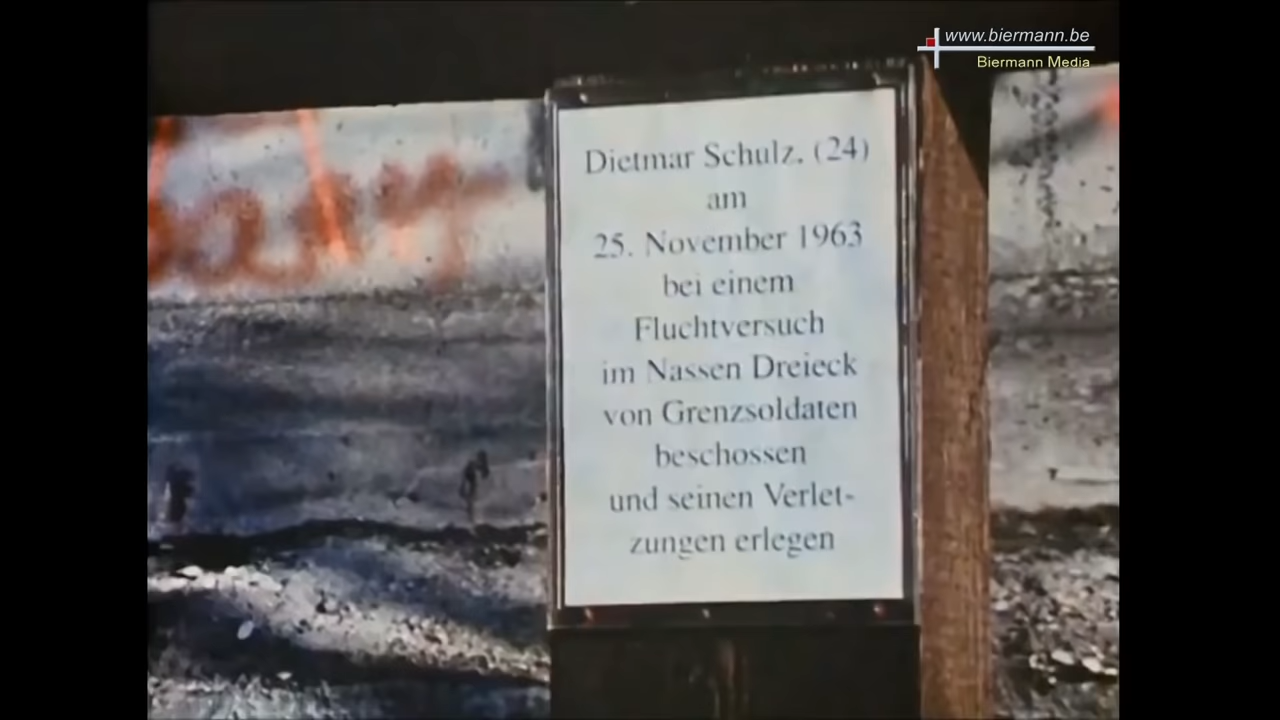 www.biermann.be
Biermann Media
Dietmar Schulz. (24)
am
25. November 1963
bei einem
Fluchtversuch
im Nassen Dreieck
von Grenzsoldaten
beschossen
und seinen Verlet-
zungen erlegen